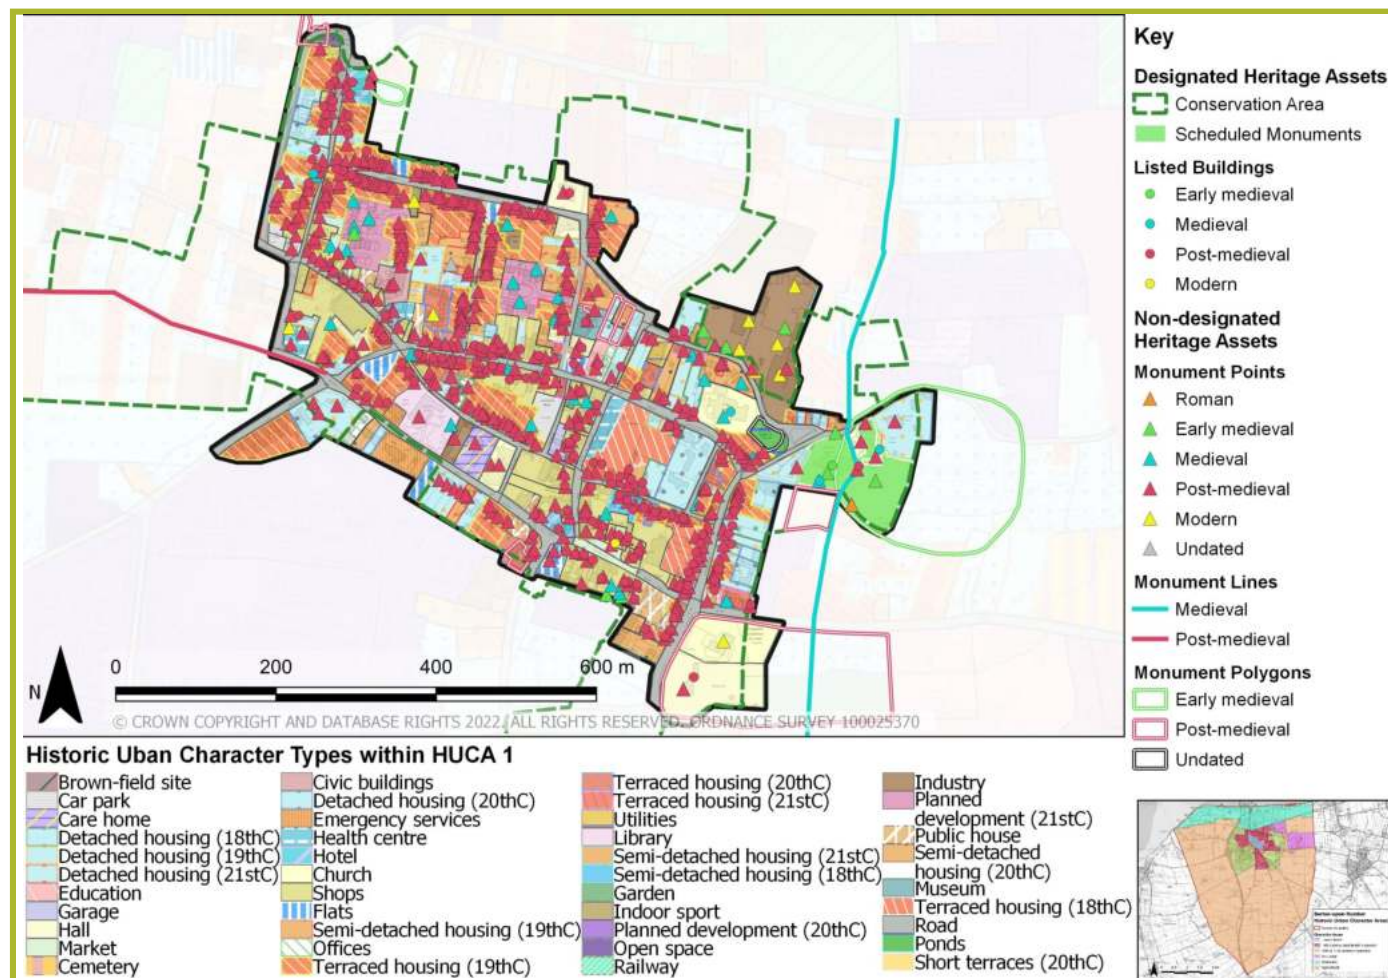 Key
Designated Heritage Assets
Conservation Area
Scheduled Monuments
Listed Buildings
Early medieval
Medieval
Post-medieval
Modern
Non-designated
Heritage Assets
Monument Points
Roman
Early medieval
Medieval
Post-medieval
Modern
Undated
Monument Lines
Medieval
Post-medieval
Monument Polygons
Early medieval
Post-medieval
Undated
0 200 400 600 m
N
© CROWN COPYRIGHT AND DATABASE RIGHTS 2022. ALL RIGHTS RESERVED. ORDNANCE SURVEY 100025370
Historic Uban Character Types within HUCA 1
Brown-field site
Car park
Care home
Detached housing (18thC)
Detached housing (19thC)
Detached housing (21stC)
Education
Garage
Hall
Market
Cemetery
Civic buildings
Detached housing (20thC)
Emergency services
Health centre
Hotel
Church
Shops
Flats
Semi-detached housing (19thC)
Offices
Terraced housing (19thC)
Terraced housing (20thC)
Terraced housing (21stC)
Utilities
Library
Semi-detached housing (21stC)
Semi-detached housing (18thC)
Garden
Indoor sport
Planned development (20thC)
Open space
Railway
Industry
Planned
development (21stC)
Public house
Semi-detached
housing (20thC)
Museum
Terraced housing (18thC)
Road
Ponds
Short terraces (20thC)